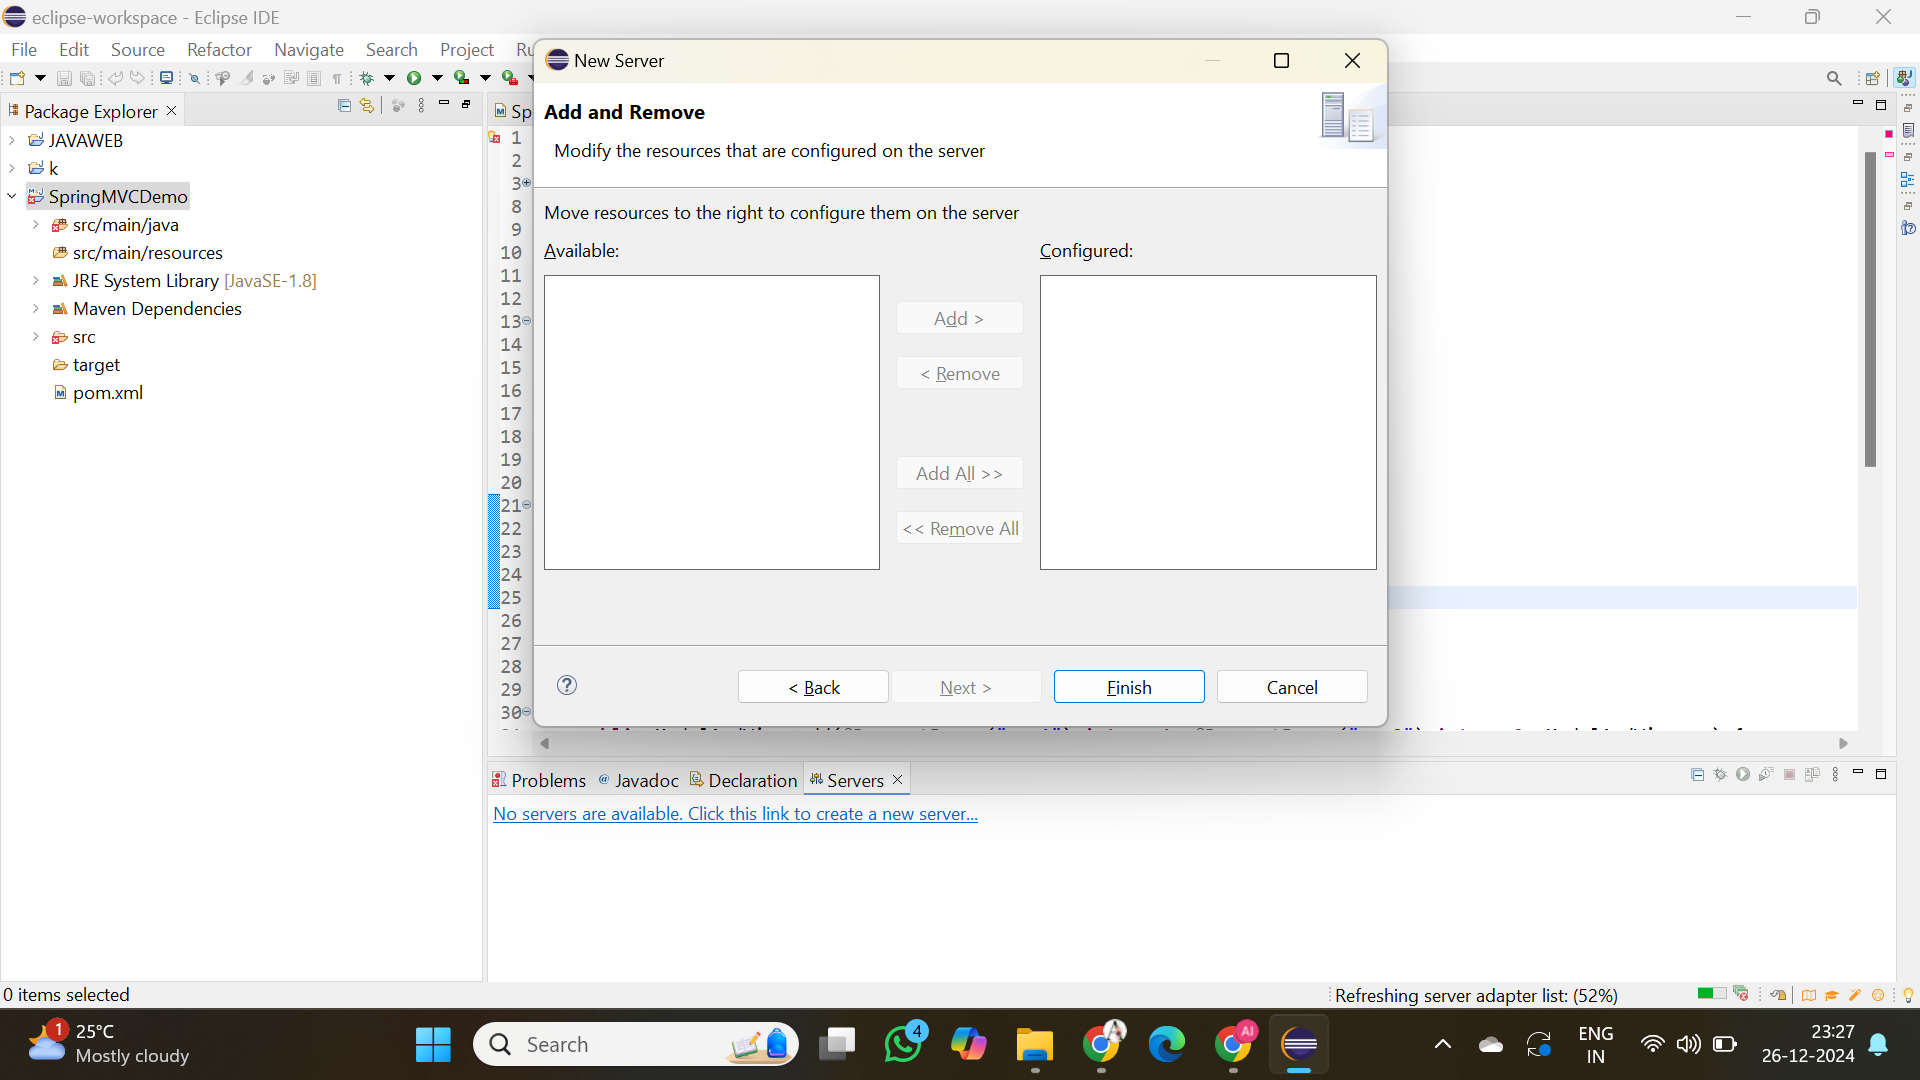 eclipse-workspace - Eclipse IDE
File Edit Source Refactor Navigate Search Project
New Server
Add and Remove
Modify the resources that are configured on the server
Move resources to the right to configure them on the server
Available:
Configured:
Add >
< Remove
Add All >>
<< Remove All
< Back
Next >
Finish
Cancel
Package Explorer
JAVAWEB
k
SpringMVCDemo
src/main/java
src/main/resources
JRE System Library [JavaSE-1.8]
Maven Dependencies
src
target
pom.xml
Sp
1
2
3
8
9
10
11
12
13
14
15
16
17
18
19
20
21
22
23
24
25
26
27
28
29
30
Problems @ Javadoc Declaration Servers
No servers are available. Click this link to create a new server...
0 items selected
Refreshing server adapter list: (52%)
1
25°C
Mostly cloudy
Search
4
A
AI
ENG
IN
23:27
26-12-2024